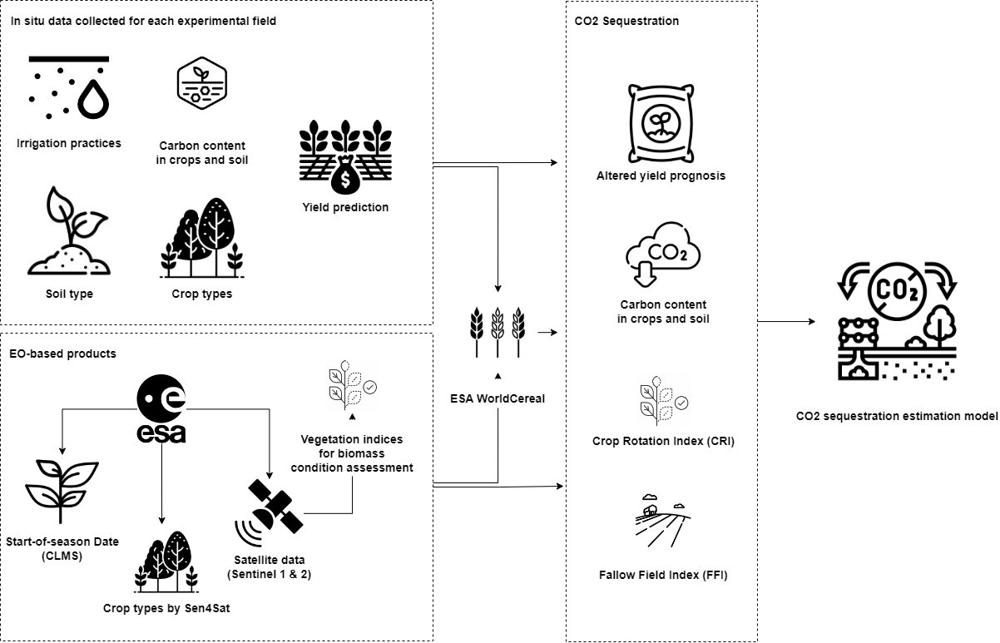 In situ data collected for each experimental field
Irrigation practices
Carbon content
in crops and soil
$
Yield prediction
Soil type
Crop types
EO-based products
esa
Start-of-season Date
(CLMS)
Crop types by Sen4Sat
Satellite data
(Sentinel 1 & 2)
Vegetation indices
for biomass
condition assessment
ESA WorldCereal
CO2 Sequestration
Altered yield prognosis
CO2
Carbon content
in crops and soil
Crop Rotation Index (CRI)
Fallow Field Index (FFI)
CO2
CO2 sequestration estimation model